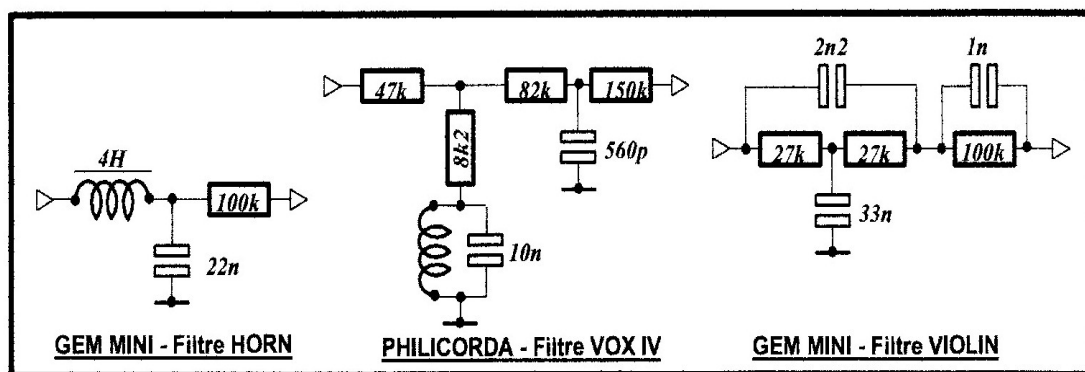 4H
100k
22n
GEM MINI - Filtre HORN
47k
82k
150k
8k2
560p
10n
PHILICORDA - Filtre VOX IV
2n2
1n
27k
27k
100k
33n
GEM MINI - Filtre VIOLIN